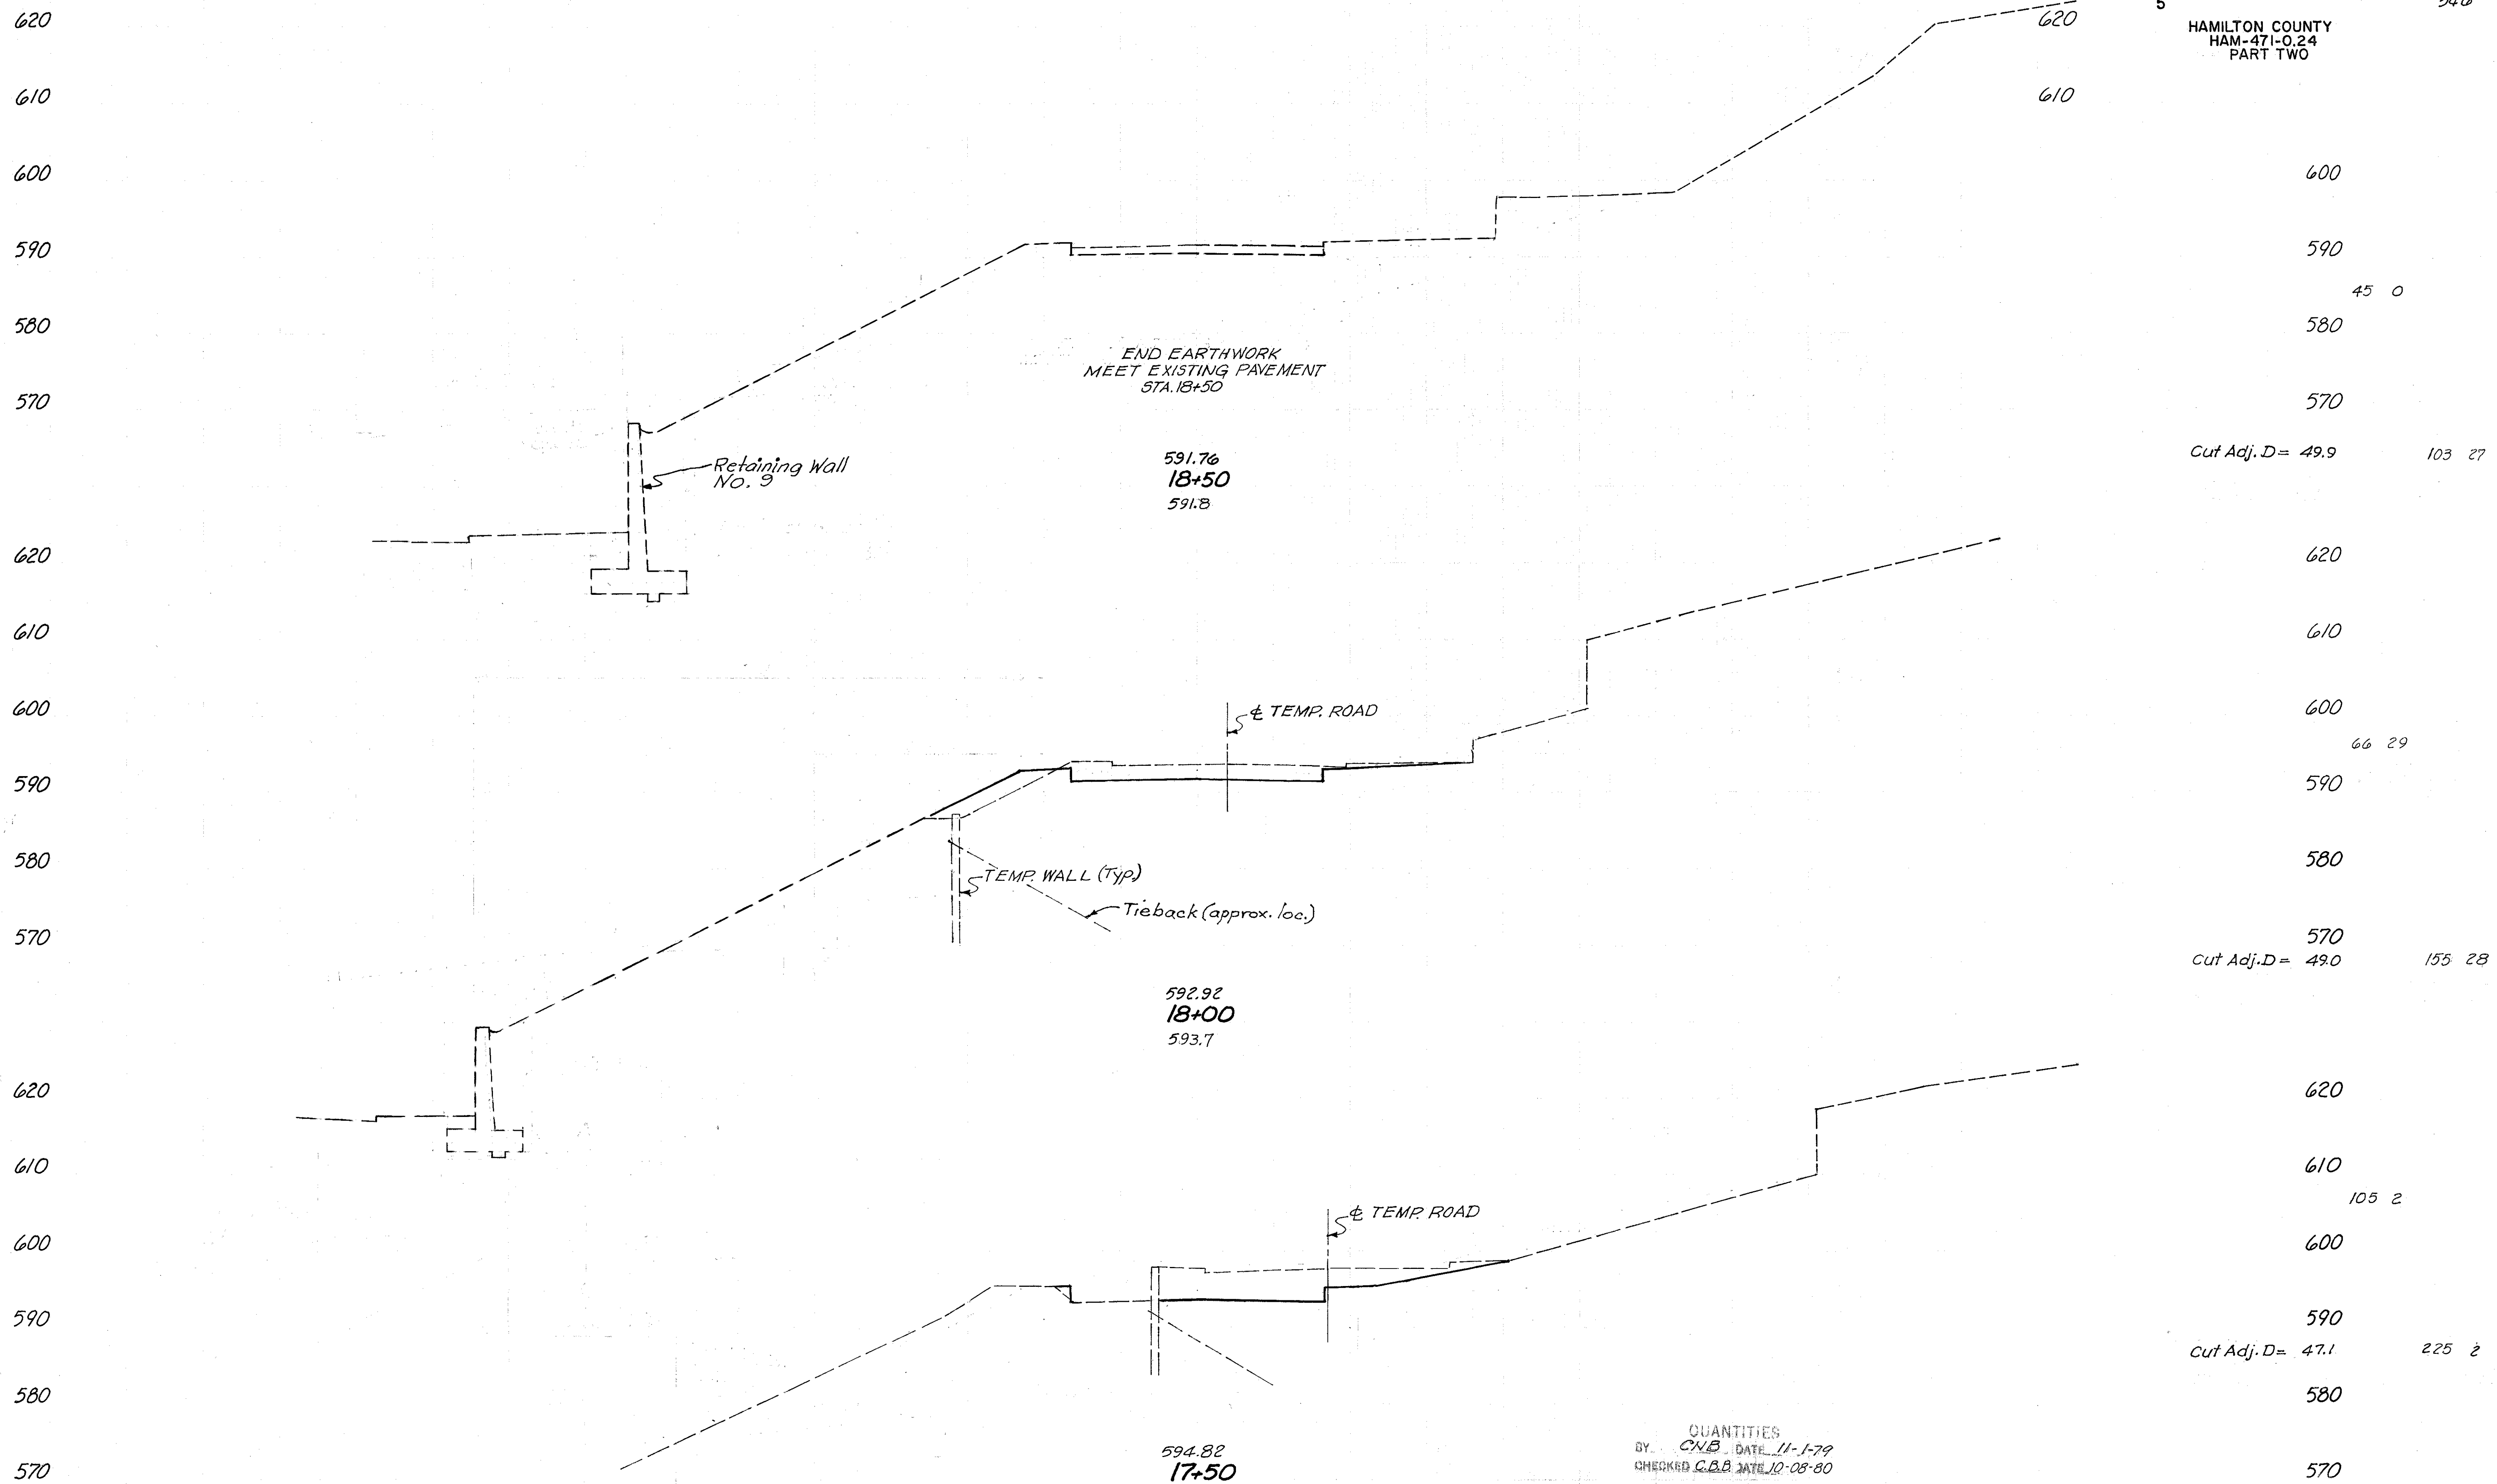 620
620
5
HAMILTON COUNTY
HAM-471-0.24
PART TWO
610
610
600
600
590
590
45 0
580
580
END EARTHWORK
MEET EXISTING PAVEMENT
STA. 18+50
570
570
Cut Adj. D= 49.9
103 27
Retaining Wall
No. 9
591.76
18+50
591.8
620
620
610
610
600
600
℄ TEMP. ROAD
66 29
590
590
580
580
TEMP. WALL (Typ.)
Tieback (approx. loc.)
570
570
Cut Adj. D= 49.0
155 28
592.92
18+00
593.7
620
620
610
610
105 2
℄ TEMP. ROAD
600
600
590
590
Cut Adj. D= 47.1
225 2
580
580
QUANTITIES
BY CNB DATE 11-1-79
CHECKED C.B.B. DATE 10-08-80
594.82
17+50
570
570